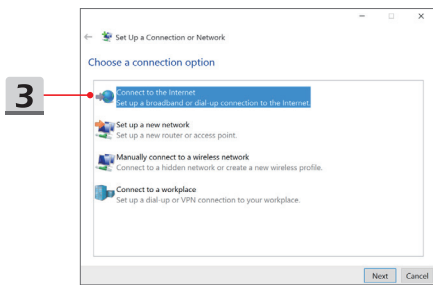 Set Up a Connection or Network
Choose a connection option
3
Connect to the Internet
Set up a broadband or dial-up connection to the Internet.
Set up a new network
Set up a new router or access point.
Manually connect to a wireless network
Connect to a hidden network or create a new wireless profile.
Connect to a workplace
Set up a dial-up or VPN connection to your workplace.
Next Cancel